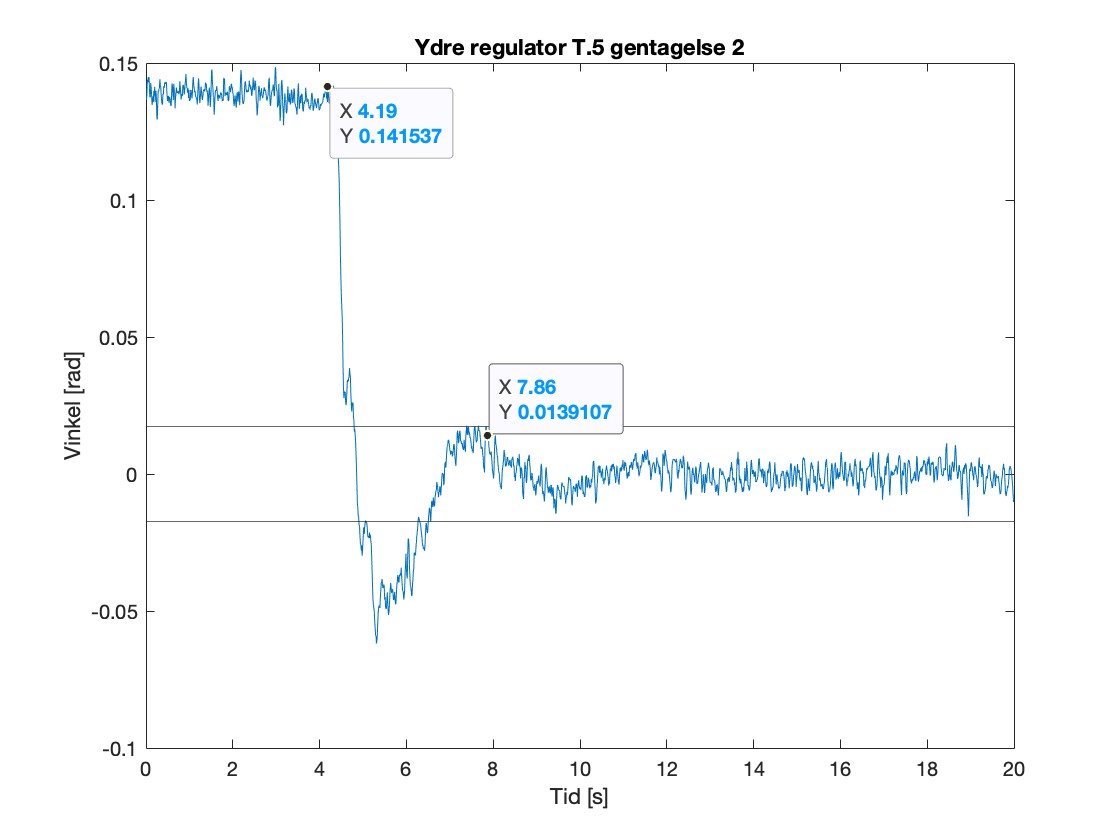 Ydre regulator T.5 gentagelse 2
0.15
X 4.19
Y 0.141537
0.1
0.05
X 7.86
Y 0.0139107
Vinkel [rad]
0
-0.05
-0.1
0 2 4 6 8 10 12 14 16 18 20
Tid [s]